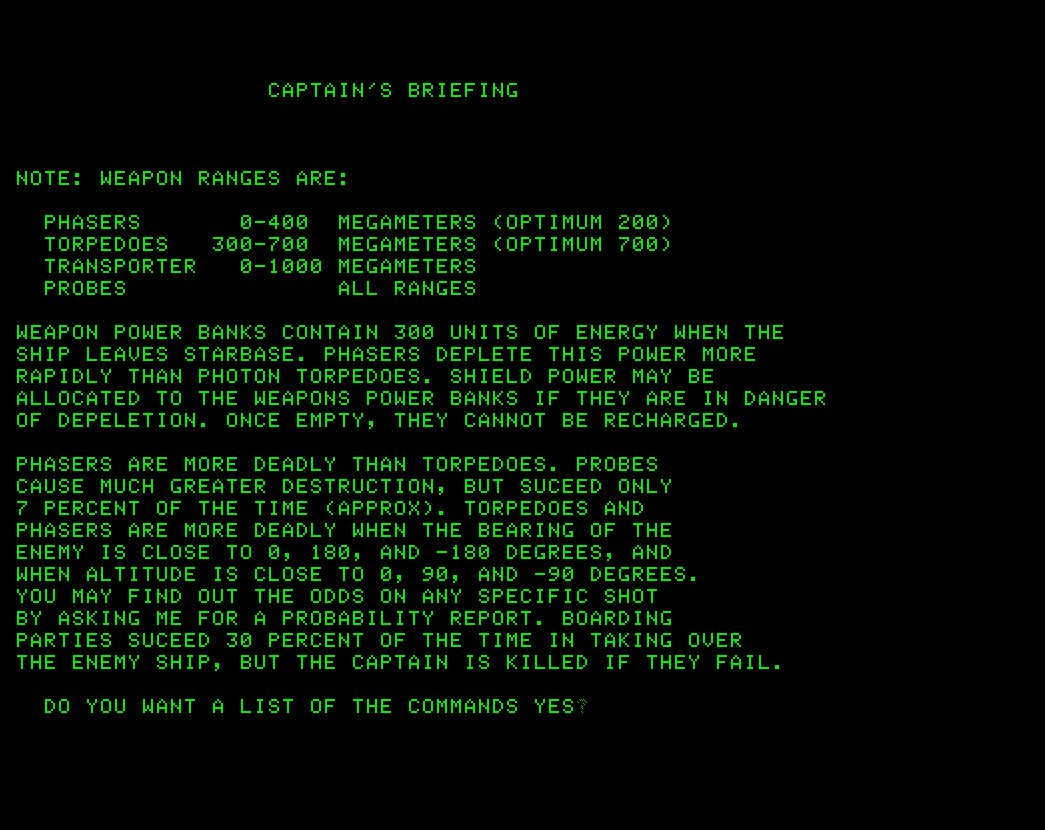 CAPTAIN'S BRIEFING
NOTE: WEAPON RANGES ARE:
PHASERS 0-400 MEGAMETERS (OPTIMUM 200)
TORPEDOES 300-700 MEGAMETERS (OPTIMUM 700)
TRANSPORTER 0-1000 MEGAMETERS
PROBES ALL RANGES
WEAPON POWER BANKS CONTAIN 300 UNITS OF ENERGY WHEN THE
SHIP LEAVES STARBASE. PHASERS DEPLETE THIS POWER MORE
RAPIDLY THAN PHOTON TORPEDOES. SHIELD POWER MAY BE
ALLOCATED TO THE WEAPONS POWER BANKS IF THEY ARE IN DANGER
OF DEPELETION. ONCE EMPTY, THEY CANNOT BE RECHARGED.
PHASERS ARE MORE DEADLY THAN TORPEDOES. PROBES
CAUSE MUCH GREATER DESTRUCTION, BUT SUCEED ONLY
7 PERCENT OF THE TIME (APPROX). TORPEDOES AND
PHASERS ARE MORE DEADLY WHEN THE BEARING OF THE
ENEMY IS CLOSE TO 0, 180, AND -180 DEGREES, AND
WHEN ALTITUDE IS CLOSE TO 0, 90, AND -90 DEGREES.
YOU MAY FIND OUT THE ODDS ON ANY SPECIFIC SHOT
BY ASKING ME FOR A PROBABILITY REPORT. BOARDING
PARTIES SUCEED 30 PERCENT OF THE TIME IN TAKING OVER
THE ENEMY SHIP, BUT THE CAPTAIN IS KILLED IF THEY FAIL.
DO YOU WANT A LIST OF THE COMMANDS YES?